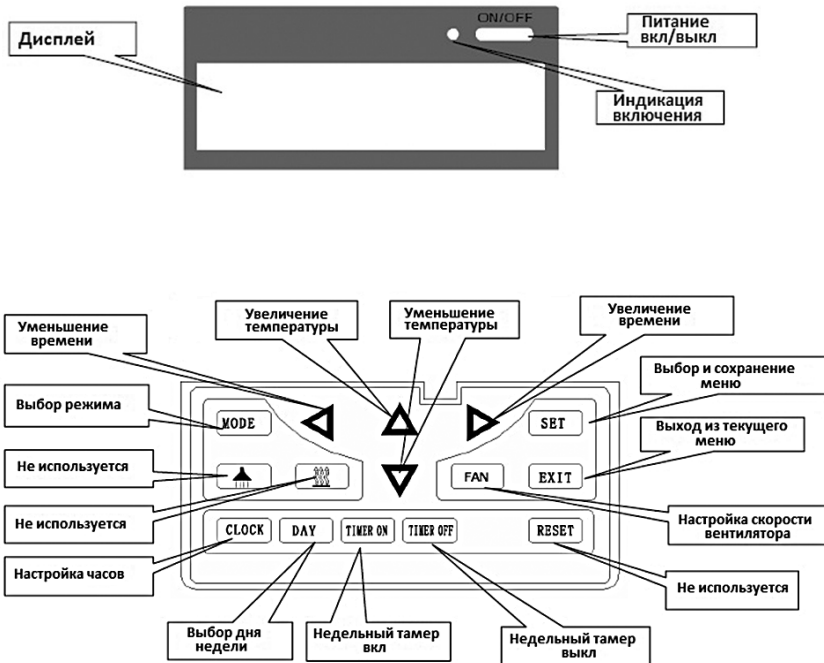 ON/OFF
Дисплей
Питание
вкл/выкл
Индикация
включения
Уменьшение
времени
Увеличение
температуры
Уменьшение
температуры
Увеличение
времени
Выбор режима
Выбор и сохранение
меню
Не используется
Выход из текущего
меню
Не используется
Настройка скорости
вентилятора
Настройка часов
Не используется
MODE
SET
FAN
EXIT
CLOCK
DAY
TIMER ON
TIMER OFF
RESET
Выбор дня
недели
Недельный тамер
вкл
Недельный тамер
выкл